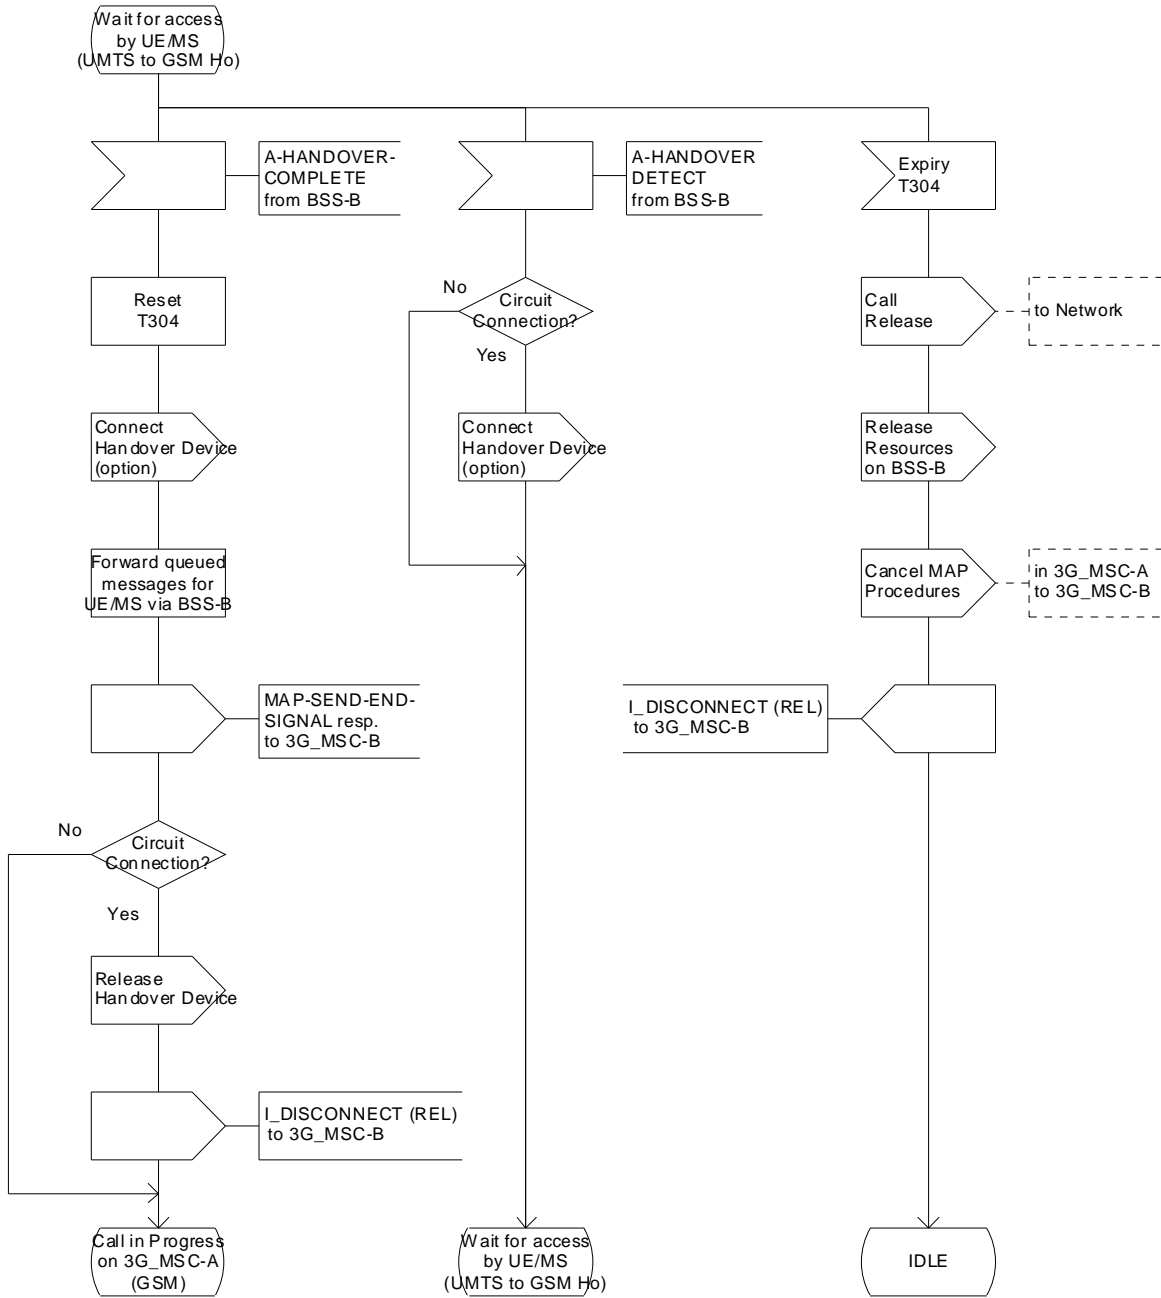 Wait for access
by UE/MS
(UMTS to GSM Ho)
A-HANDOVER-
COMPLETE
from BSS-B
A-HANDOVER
DETECT
from BSS-B
Expiry
T304
Reset
T304
No
Circuit
Connection?
Yes
Call
Release
to Network
Connect
Handover Device
(option)
Connect
Handover Device
(option)
Release
Resources
on BSS-B
Forward queued
messages for
UE/MS via BSS-B
Cancel MAP
Procedures
in 3G_MSC-A
to 3G_MSC-B
MAP-SEND-END-
SIGNAL resp.
to 3G_MSC-B
I_DISCONNECT (REL)
to 3G_MSC-B
No
Circuit
Connection?
Yes
Release
Handover Device
I_DISCONNECT (REL)
to 3G_MSC-B
Call in Progress
on 3G_MSC-A
(GSM)
Wait for access
by UE/MS
(UMTS to GSM Ho)
IDLE